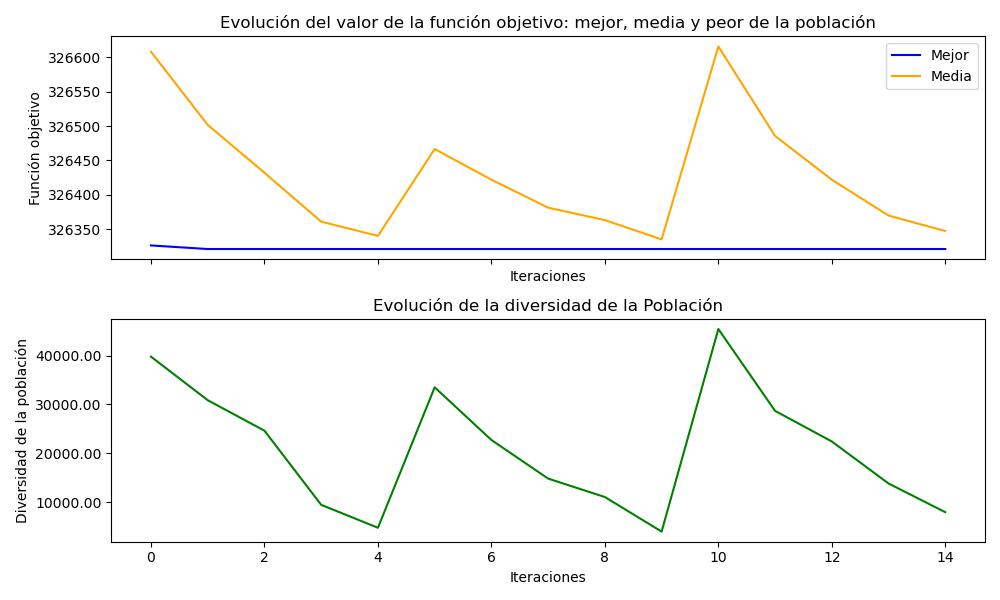 Evolución del valor de la función objetivo: mejor, media y peor de la población
326600
326550
326500
326450
326400
326350
Función objetivo
Mejor
Media
Iteraciones
Evolución de la diversidad de la Población
40000.00
30000.00
20000.00
10000.00
Diversidad de la población
0 2 4 6 8 10 12 14
Iteraciones